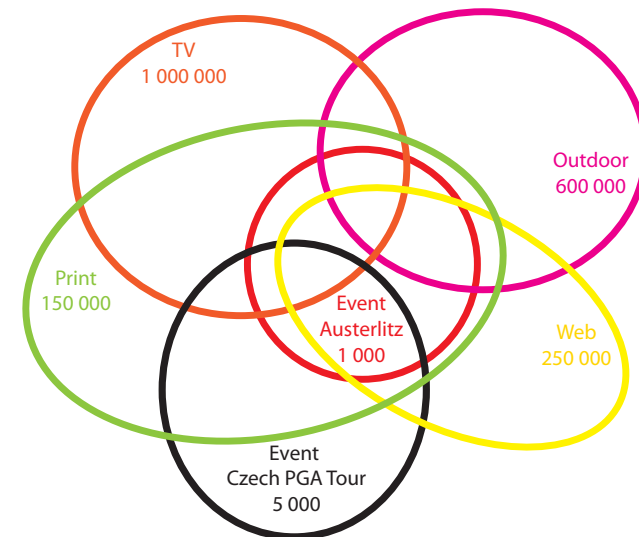 TV
1 000 000
Outdoor
600 000
Print
150 000
Event
Austerlitz
1 000
Web
250 000
Event
Czech PGA Tour
5 000